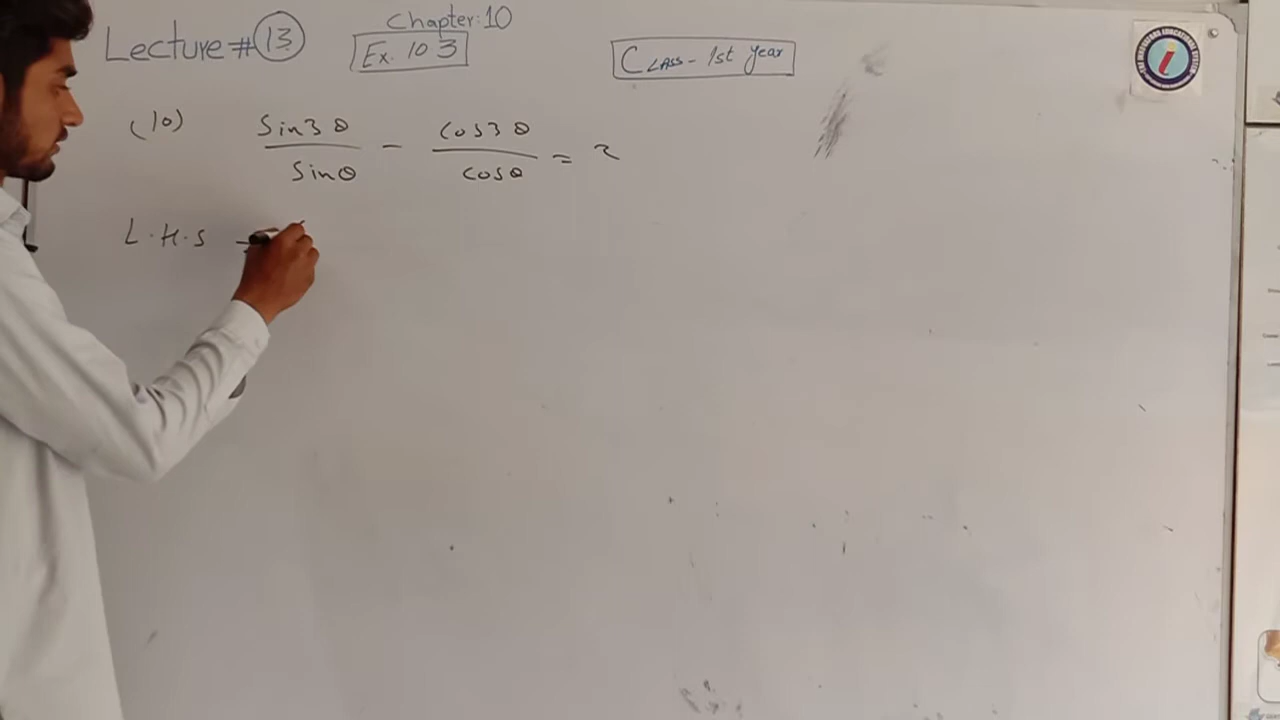 Chapter: 10
Lecture # 13
Ex. 10 3
Class - 1st year
(10) Sin3θ / Sinθ - Cos3θ / Cosθ = 2
L.H.S =